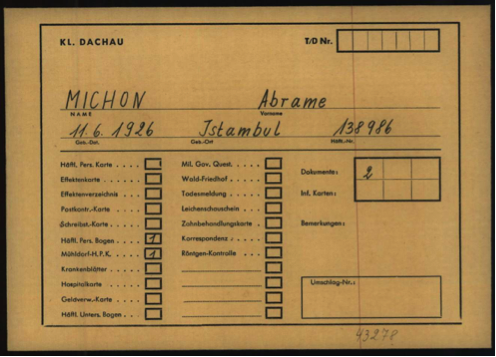 KL. DACHAU T/D Nr.
MICHON Abrame
NAME Vorname
11.6.1926 Istambul 138986
Geb.-Dat. Geb.-Ort Häftl.-Nr.
Häftl. Pers. Karte . . . . Mil. Gov. Quest. . . . . Dokumente: 2
Effektenkarte . . . . Wald-Friedhof . . . .
Effektenverzeichnis Todesmeldung . . . . Inf. Karten:
Postkontr.-Karte . . . . Leichenschauschein . . .
Schreibst.-Karte . . . . Zahnbehandlungskarte . Bemerkungen:
Häftl. Pers. Bogen . . . 1 Korrespondenz . . . .
Mühldorf-H.P.K. . . . . 1 Röntgen-Kontrolle . . .
Krankenblätter . . . .
Hospitalkarte . . . . Umschlag-Nr.:
Geldverw.-Karte . . . .
Häftl. Unters. Bogen . . .
43278